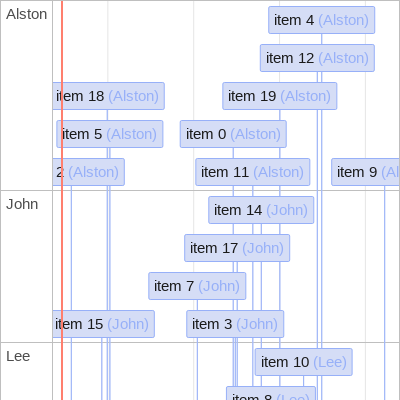 Alston
item 4 (Alston)
item 12 (Alston)
item 18 (Alston)
item 19 (Alston)
item 5 (Alston)
item 0 (Alston)
2 (Alston)
item 11 (Alston)
item 9 (Al
John
item 14 (John)
item 17 (John)
item 7 (John)
item 15 (John)
item 3 (John)
Lee
item 10 (Lee)
item 8 (Lee)